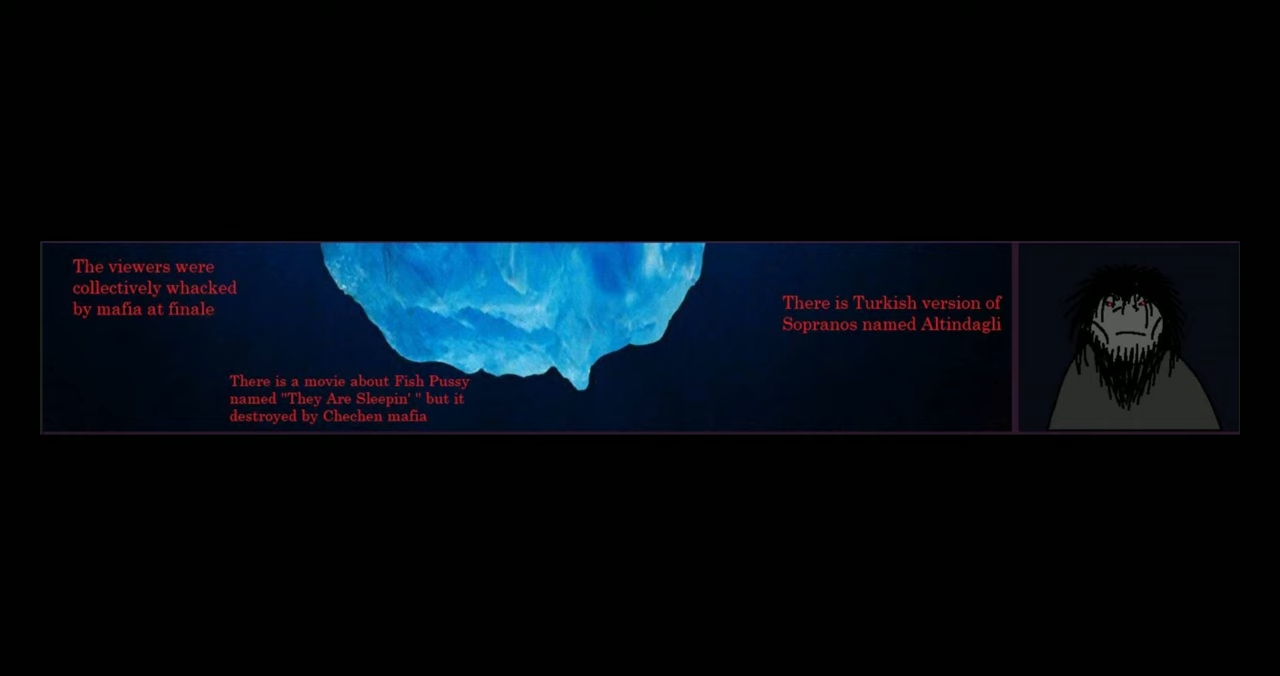 The viewers were
collectively whacked
by mafia at finale
There is Turkish version of
Sopranos named Altindagli
There is a movie about Fish Pussy
named "They Are Sleepin' " but it
destroyed by Chechen mafia